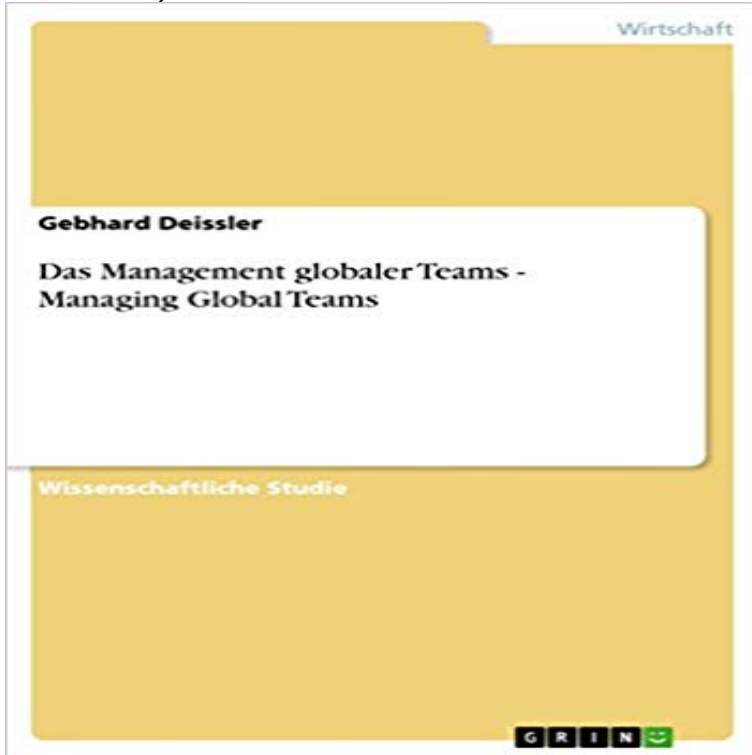 Wirtschaft
Gebhard Deissler
Das Management globaler Teams -
Managing Global Teams
Wissenschaftliche Studie
GRIN